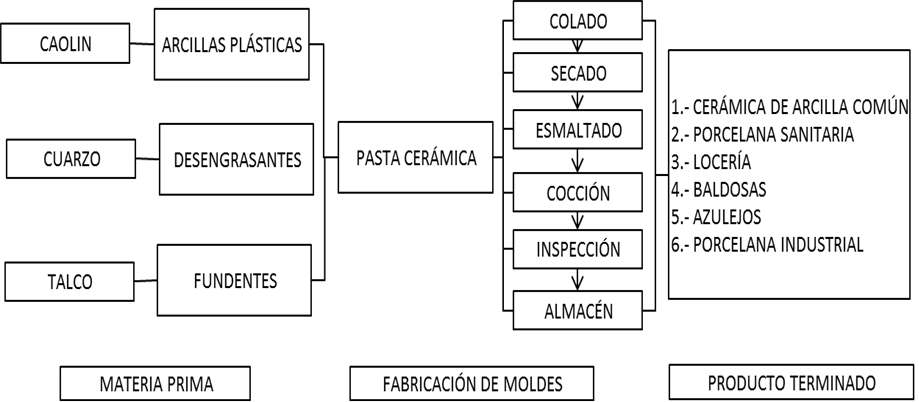 CAOLIN
ARCILLAS PLÁSTICAS
CUARZO
DESENGRASANTES
TALCO
FUNDENTES
PASTA CERÁMICA
COLADO
SECADO
ESMALTADO
COCCIÓN
INSPECCIÓN
ALMACÉN
1.- CERÁMICA DE ARCILLA COMÚN
2.- PORCELANA SANITARIA
3.- LOCERÍA
4.- BALDOSAS
5.- AZULEJOS
6.- PORCELANA INDUSTRIAL
MATERIA PRIMA
FABRICACIÓN DE MOLDES
PRODUCTO TERMINADO